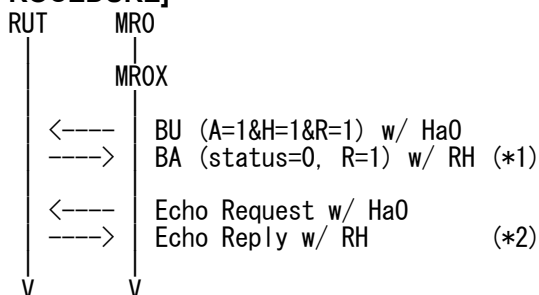 ROCEDURE]
RUT MR0
MR0X
<---- BU (A=1&H=1&R=1) w/ Ha0
----> BA (status=0, R=1) w/ RH (*1)
<---- Echo Request w/ Ha0
----> Echo Reply w/ RH (*2)
V V